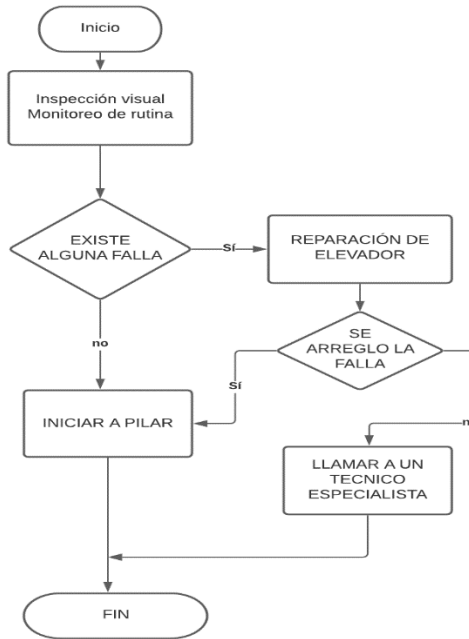 Inicio
Inspección visual
Monitoreo de rutina
EXISTE
ALGUNA FALLA
Sí
REPARACIÓN DE
ELEVADOR
no
SE
ARREGLO LA
FALLA
Sí
INICIAR A PILAR
LLAMAR A UN
TECNICO
ESPECIALISTA
FIN